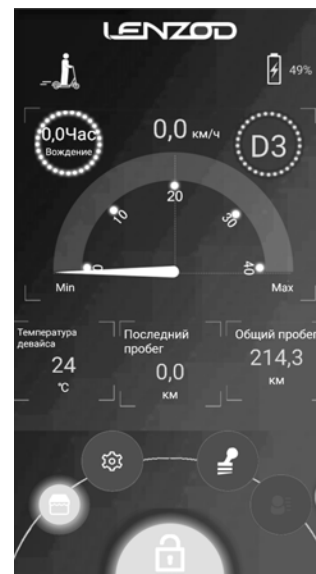 LENZOD
49%
0,0Час
Вождение
0,0 км/ч
D3
0
10
20
30
40
Min
Max
Температура
девайса
24
°C
Последний
пробег
0,0
км
Общий пробег
214,3
км